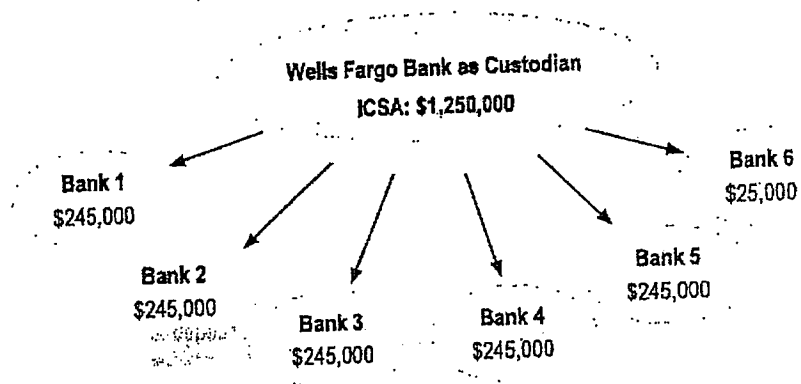 Wells Fargo Bank as Custodian
ICSA: $1,250,000
Bank 1
$245,000
Bank 2
$245,000
Bank 3
$245,000
Bank 4
$245,000
Bank 5
$245,000
Bank 6
$25,000